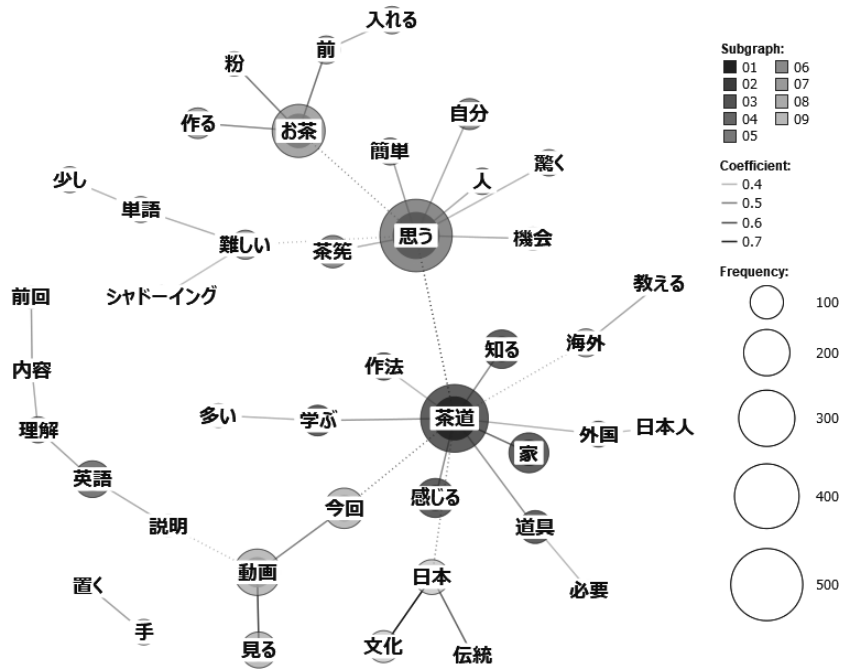 入れる
前
粉
作る
お茶
自分
簡単
驚く
人
少し
単語
難しい
茶筅
思う
機会
シャドーイング
前回
内容
理解
英語
説明
教える
海外
知る
作法
多い
学ぶ
茶道
外国
日本人
家
今回
感じる
道具
必要
動画
日本
置く
手
見る
文化
伝統
Subgraph:
01 06
02 07
03 08
04 09
05
Coefficient:
0.4
0.5
0.6
0.7
Frequency:
100
200
300
400
500